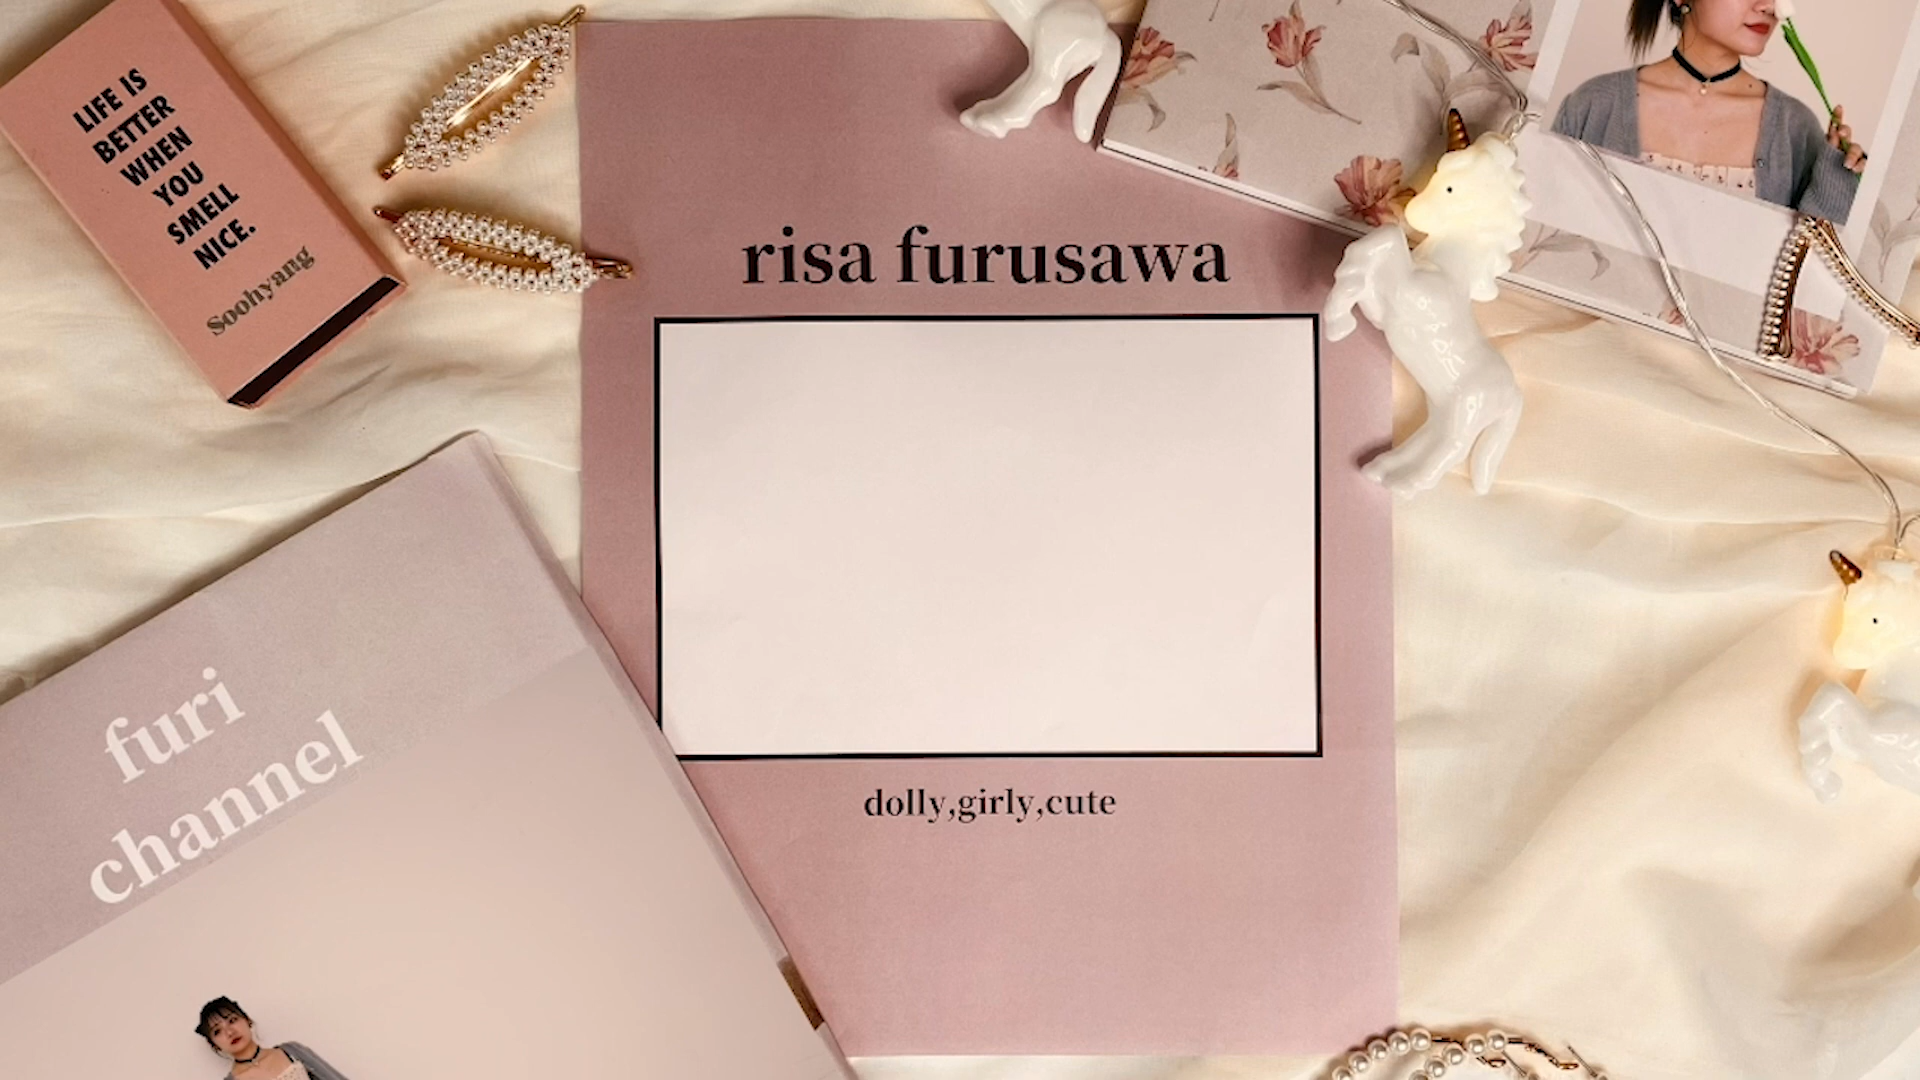 LIFE IS
BETTER
WHEN
YOU
SMELL
NICE.
Soohyang
risa furusawa
dolly,girly,cute
furi
channel